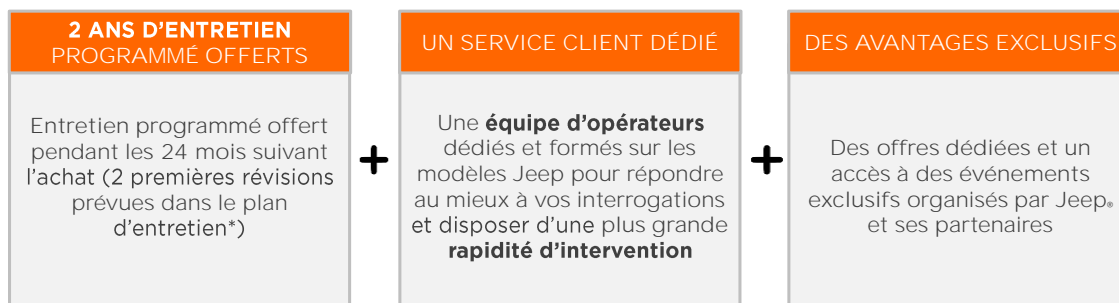 2 ANS D’ENTRETIEN
PROGRAMMÉ OFFERTS
Entretien programmé offert
pendant les 24 mois suivant
l’achat (2 premières révisions
prévues dans le plan
d’entretien*)
+
UN SERVICE CLIENT DÉDIÉ
Une équipe d’opérateurs
dédiés et formés sur les
modèles Jeep pour répondre
au mieux à vos interrogations
et disposer d’une plus grande
rapidité d’intervention
+
DES AVANTAGES EXCLUSIFS
Des offres dédiées et un
accès à des événements
exclusifs organisés par Jeep®
et ses partenaires